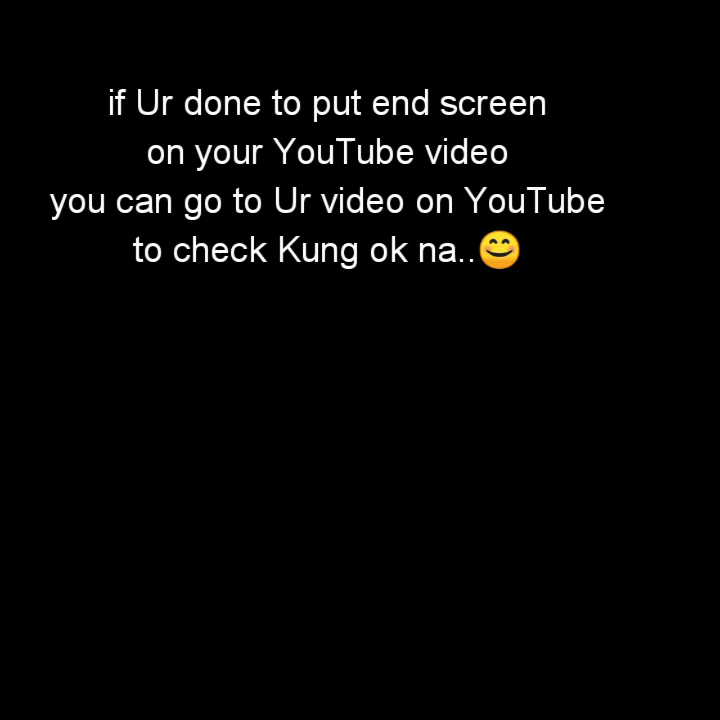 if Ur done to put end screen
on your YouTube video
you can go to Ur video on YouTube
to check Kung ok na..😊